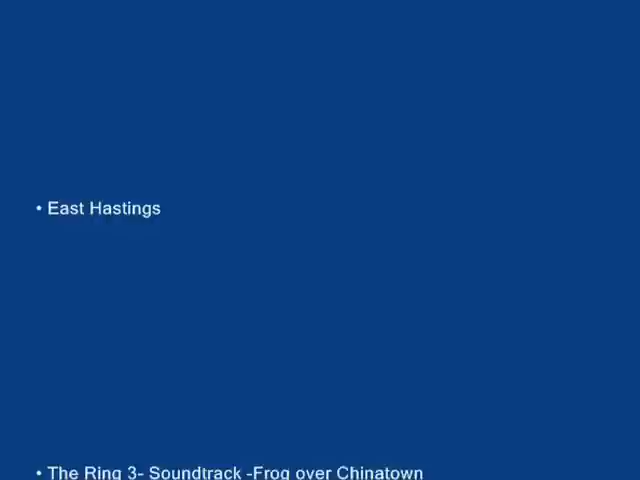 • East Hastings
• The Ring 3- Soundtrack -Frog over Chinatown